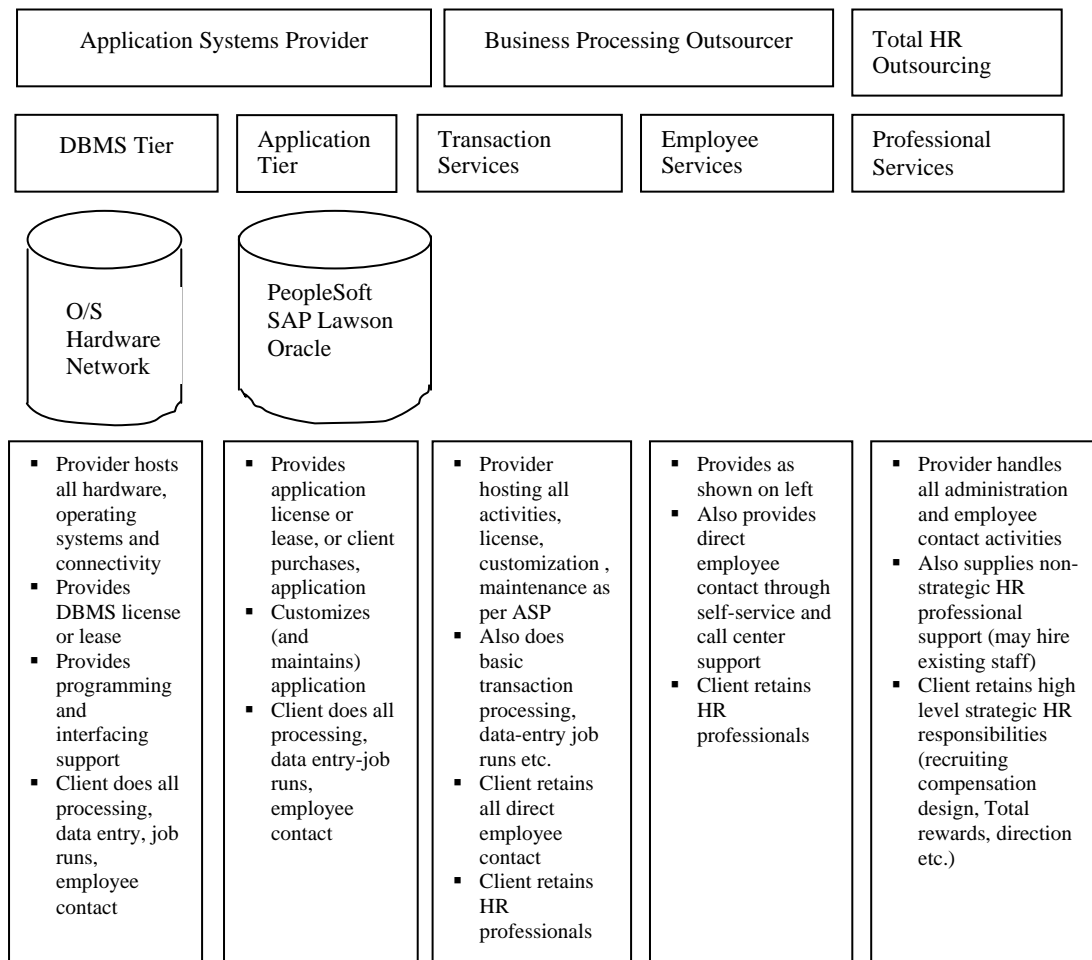 Application Systems Provider
Business Processing Outsourcer
Total HR
Outsourcing
DBMS Tier
Application
Tier
Transaction
Services
Employee
Services
Professional
Services
O/S
Hardware
Network
PeopleSoft
SAP Lawson
Oracle
▪ Provider hosts
all hardware,
operating
systems and
connectivity
▪ Provides
DBMS license
or lease
▪ Provides
programming
and
interfacing
support
▪ Client does all
processing,
data entry, job
runs,
employee
contact
▪ Provides
application
license or
lease, or client
purchases,
application
▪ Customizes
(and
maintains)
application
▪ Client does all
processing,
data entry-job
runs,
employee
contact
▪ Provider
hosting all
activities,
license,
customization ,
maintenance as
per ASP
▪ Also does
basic
transaction
processing,
data-entry job
runs etc.
▪ Client retains
all direct
employee
contact
▪ Client retains
HR
professionals
▪ Provides as
shown on left
▪ Also provides
direct
employee
contact through
self-service and
call center
support
▪ Client retains
HR
professionals
▪ Provider handles
all administration
and employee
contact activities
▪ Also supplies non-
strategic HR
professional
support (may hire
existing staff)
▪ Client retains high
level strategic HR
responsibilities
(recruiting
compensation
design, Total
rewards, direction
etc.)